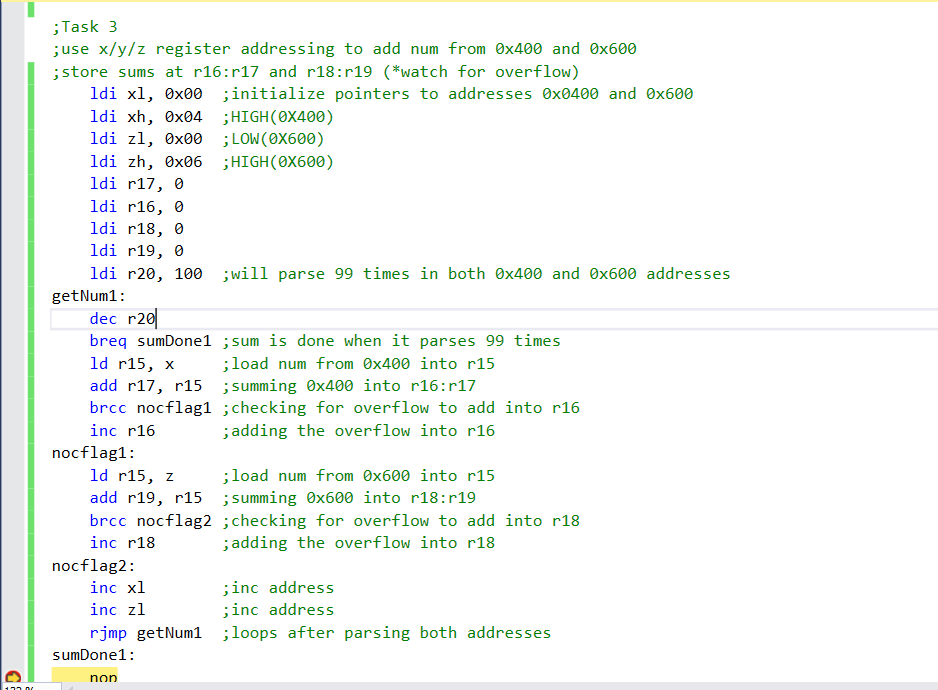 ;Task 3
;use x/y/z register addressing to add num from 0x400 and 0x600
;store sums at r16:r17 and r18:r19 (*watch for overflow)
ldi xl, 0x00  ;initialize pointers to addresses 0x0400 and 0x600
ldi xh, 0x04  ;HIGH(0X400)
ldi zl, 0x00  ;LOW(0X600)
ldi zh, 0x06  ;HIGH(0X600)
ldi r17, 0
ldi r16, 0
ldi r18, 0
ldi r19, 0
ldi r20, 100  ;will parse 99 times in both 0x400 and 0x600 addresses
getNum1:
dec r20
breq sumDone1 ;sum is done when it parses 99 times
ld r15, x     ;load num from 0x400 into r15
add r17, r15  ;summing 0x400 into r16:r17
brcc nocflag1 ;checking for overflow to add into r16
inc r16       ;adding the overflow into r16
nocflag1:
ld r15, z     ;load num from 0x600 into r15
add r19, r15  ;summing 0x600 into r18:r19
brcc nocflag2 ;checking for overflow to add into r18
inc r18       ;adding the overflow into r18
nocflag2:
inc xl        ;inc address
inc zl        ;inc address
rjmp getNum1  ;loops after parsing both addresses
sumDone1:
nop